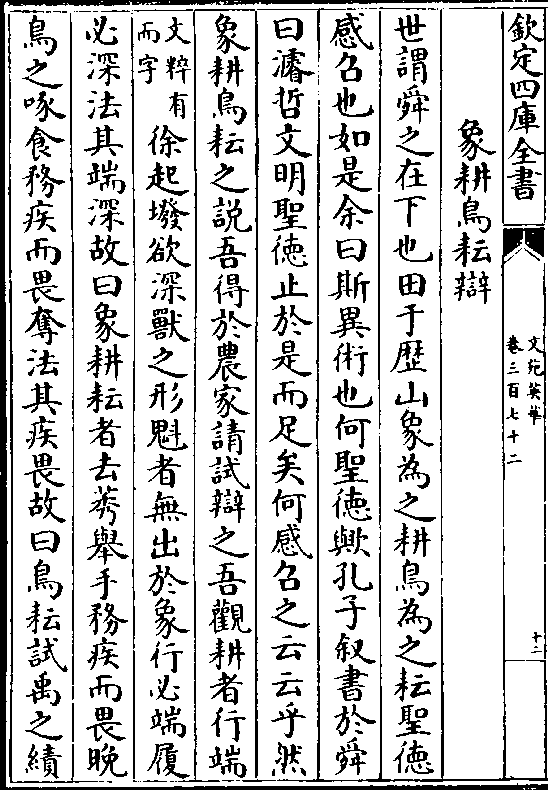 欽定四庫全書
文苑英華
卷三百七十二
十二
象耕鳥耘辯
世謂舜之在下也田于歴山象為之耕鳥為之耘聖徳
感召也如是余曰斯異術也何聖徳歟孔子叙書於舜
曰濬哲文明聖徳止於是而足矣何感召之云云乎然
象耕鳥耘之説吾得於農家請試辯之吾觀耕者行端
文粹有
而字
徐起墢欲深獸之形魁者無出於象行必端履
必深法其端深故曰象耕耘者去莠舉手務疾而畏晚
鳥之啄食務疾而畏奪法其疾畏故曰鳥耘試禹之績